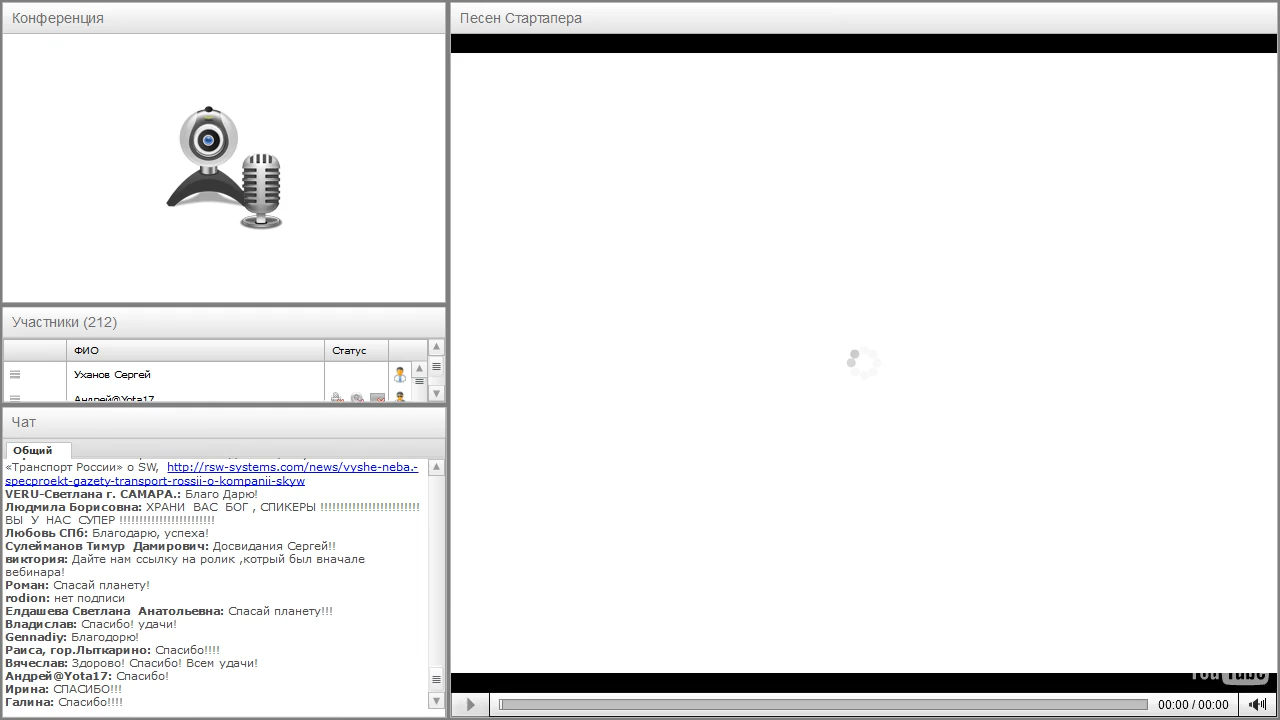 Конференция
Песен Стартапера
Участники (212)
ФИО Статус
Уханов Сергей
Андрей@Yota17
Чат
Общий
«Транспорт России» о SW, http://rsw-systems.com/news/vyshe-neba.-
specproekt-gazety-transport-rossii-o-kompanii-skyw
VERU-Светлана г. САМАРА.: Благо Дарю!
Людмила Борисовна: ХРАНИ ВАС БОГ , СПИКЕРЫ !!!!!!!!!!!!!!!!!!!!!!!!!
ВЫ У НАС СУПЕР !!!!!!!!!!!!!!!!!!!!!!!!
Любовь СПб: Благодарю, успеха!
Сулейманов Тимур Дамирович: Досвидания Сергей!!
виктория: Дайте нам ссылку на ролик ,котрый был вначале
вебинара!
Роман: Спасай планету!
rodion: нет подписи
Елдашева Светлана Анатольевна: Спасай планету!!!
Владислав: Спасибо! удачи!
Gennadiy: Благодорю!
Раиса, гор.Лыткарино: Спасибо!!!!
Вячеслав: Здорово! Спасибо! Всем удачи!
Андрей@Yota17: Спасибо!
Ирина: СПАСИБО!!!
Галина: Спасибо!!!!
YouTube
00:00 / 00:00